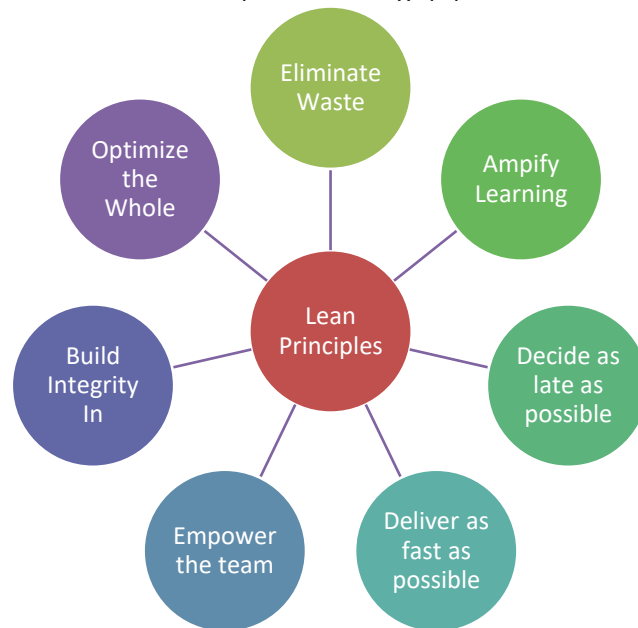 Eliminate
Waste
Ampify
Learning
Decide as
late as
possible
Deliver as
fast as
possible
Empower
the team
Build
Integrity
In
Optimize
the
Whole
Lean
Principles